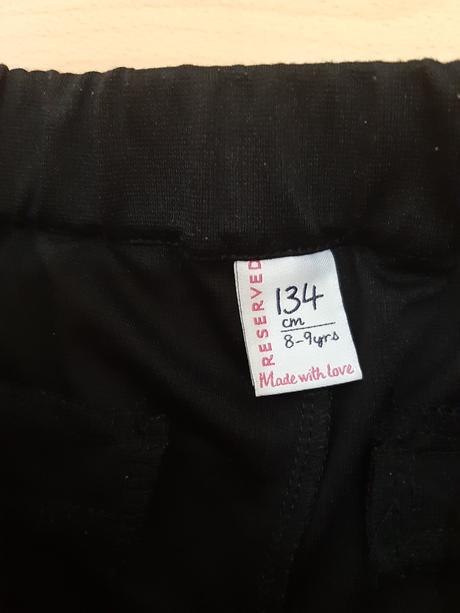 RESERVED
134
cm
8-9yrs
Made with love